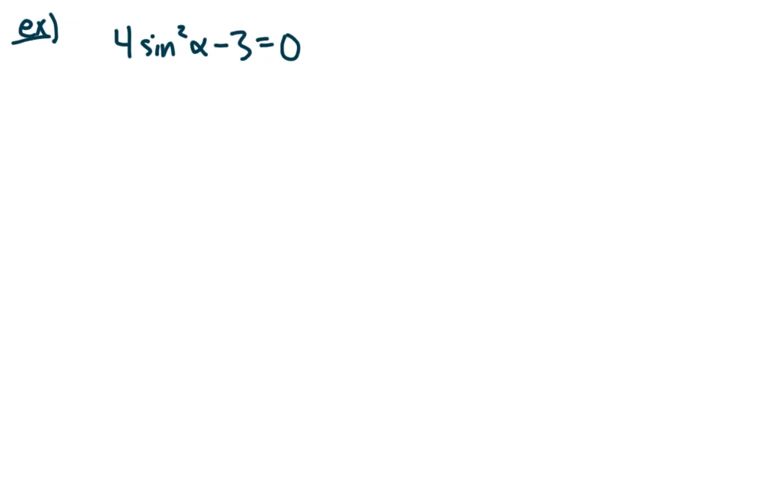 ex) 4 sin²α - 3 = 0